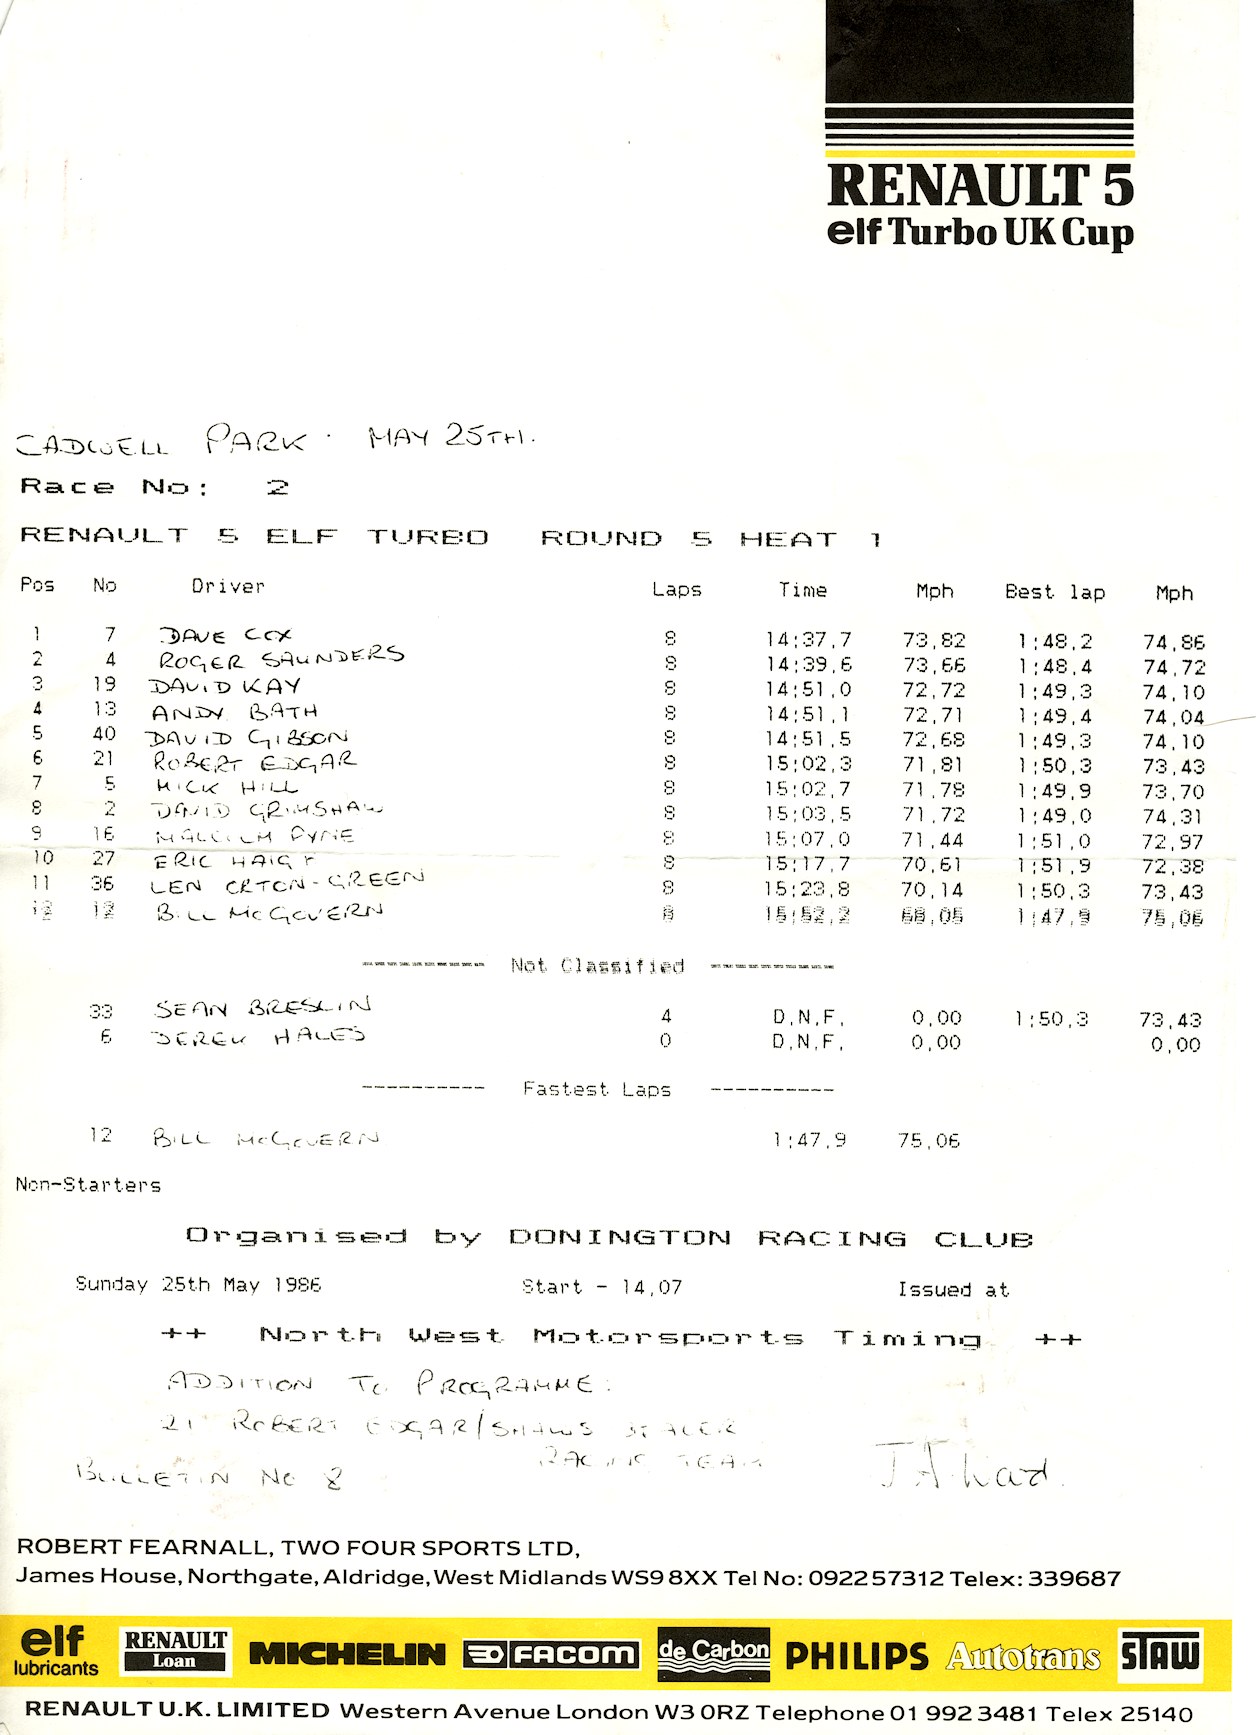 RENAULT 5
elf Turbo UK Cup
CADWELL PARK · MAY 25TH.
Race No: 2
RENAULT 5 ELF TURBO ROUND 5 HEAT 1
Pos No Driver Laps Time Mph Best lap Mph
1 7 DAVE COX 8 14:37,7 73,82 1:48,2 74,86
2 4 ROGER SAUNDERS 8 14:39,6 73,66 1:48,4 74,72
3 19 DAVID KAY 8 14:51,0 72,72 1:49,3 74,10
4 13 ANDY BATH 8 14:51,1 72,71 1:49,4 74,04
5 40 DAVID GIBSON 8 14:51,5 72,68 1:49,3 74,10
6 21 ROBERT EDGAR 8 15:02,3 71,81 1:50,3 73,43
7 5 MICK HILL 8 15:02,7 71,78 1:49,9 73,70
8 2 DAVID GRIMSHAW 8 15:03,5 71,72 1:49,0 74,31
9 16 MALCOLM PYNE 8 15:07,0 71,44 1:51,0 72,97
10 27 ERIC HAIGH 8 15:17,7 70,61 1:51,9 72,38
11 36 LEN ORTON-GREEN 8 15:23,8 70,14 1:50,3 73,43
12 12 BILL McGOVERN 8 15:52,2 68,05 1:47,9 75,06
---------- Not Classified ----------
33 SEAN BRESLIN 4 D,N,F, 0,00 1:50,3 73,43
6 DEREK HALES 0 D,N,F, 0,00 0,00
---------- Fastest Laps ----------
12 BILL McGOVERN 1:47,9 75,06
Non-Starters
Organised by DONINGTON RACING CLUB
Sunday 25th May 1986 Start - 14,07 Issued at
++ North West Motorsports Timing ++
ADDITION TO PROGRAMME:
21 ROBERT EDGAR/SHAWS DEALER
RACING TEAM
BULLETIN No 8
ROBERT FEARNALL, TWO FOUR SPORTS LTD,
James House, Northgate, Aldridge, West Midlands WS9 8XX Tel No: 0922 57312 Telex: 339687
elf lubricants RENAULT Loan MICHELIN FACOM de Carbon PHILIPS Autotrans STAW
RENAULT U.K. LIMITED Western Avenue London W3 0RZ Telephone 01 992 3481 Telex 25140